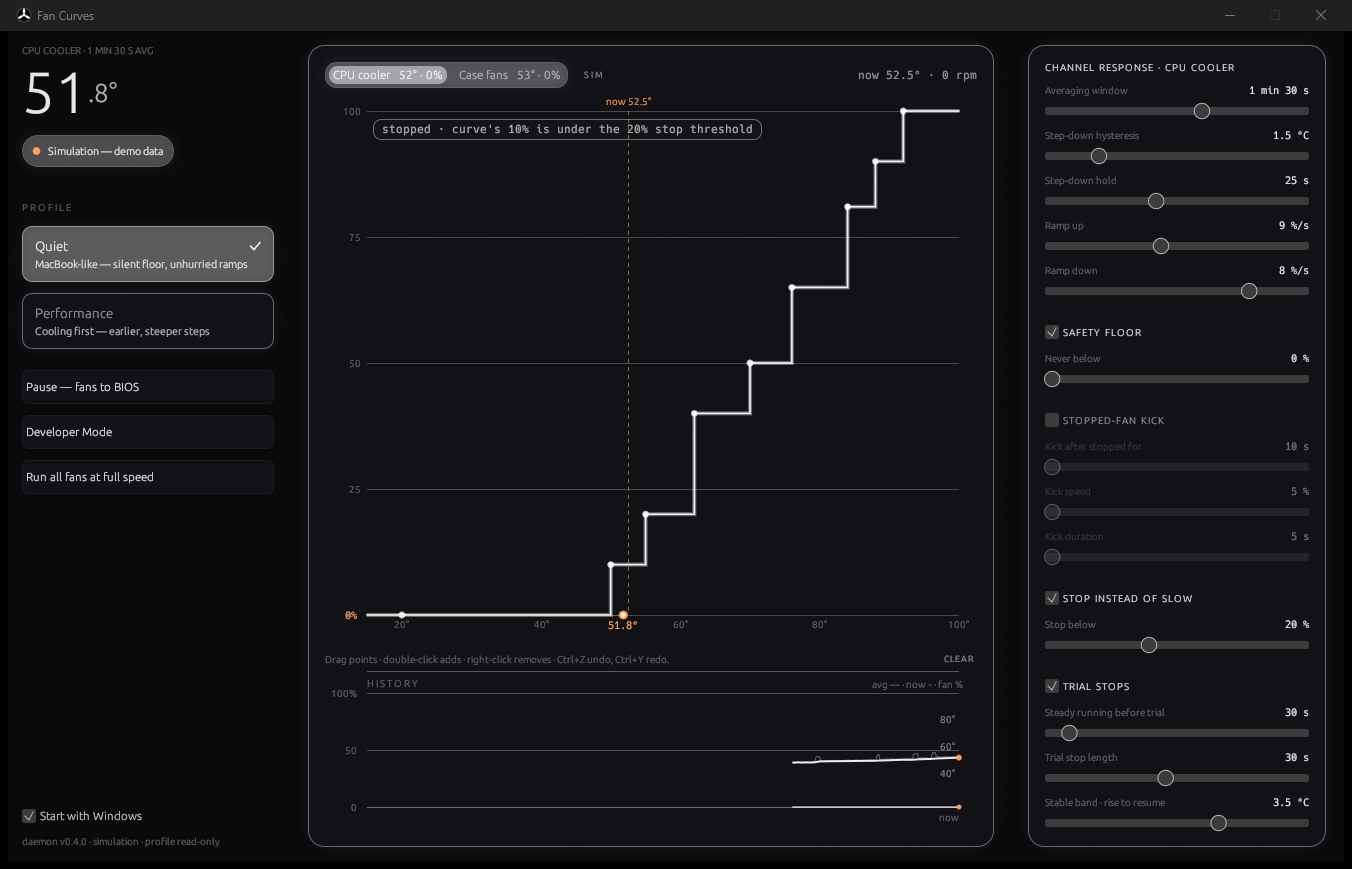 Fan Curves
CPU COOLER · 1 MIN 30 S AVG
51.8°
Simulation — demo data
PROFILE
Quiet
MacBook-like — silent floor, unhurried ramps
Performance
Cooling first — earlier, steeper steps
Pause — fans to BIOS
Developer Mode
Run all fans at full speed
Start with Windows
daemon v0.4.0 · simulation · profile read-only
CPU cooler 52° · 0% Case fans 53° · 0% SIM
now 52.5° · 0 rpm
now 52.5°
100
stopped · curve's 10% is under the 20% stop threshold
75
50
25
0%
20° 40° 51.8° 60° 80° 100°
Drag points · double-click adds · right-click removes · Ctrl+Z undo, Ctrl+Y redo.
CLEAR
HISTORY
avg — · now -- · fan %
100%
80°
50
60°
40°
0
now
CHANNEL RESPONSE · CPU COOLER
Averaging window 1 min 30 s
Step-down hysteresis 1.5 °C
Step-down hold 25 s
Ramp up 9 %/s
Ramp down 8 %/s
SAFETY FLOOR
Never below 0 %
STOPPED-FAN KICK
Kick after stopped for 10 s
Kick speed 5 %
Kick duration 5 s
STOP INSTEAD OF SLOW
Stop below 20 %
TRIAL STOPS
Steady running before trial 30 s
Trial stop length 30 s
Stable band · rise to resume 3.5 °C